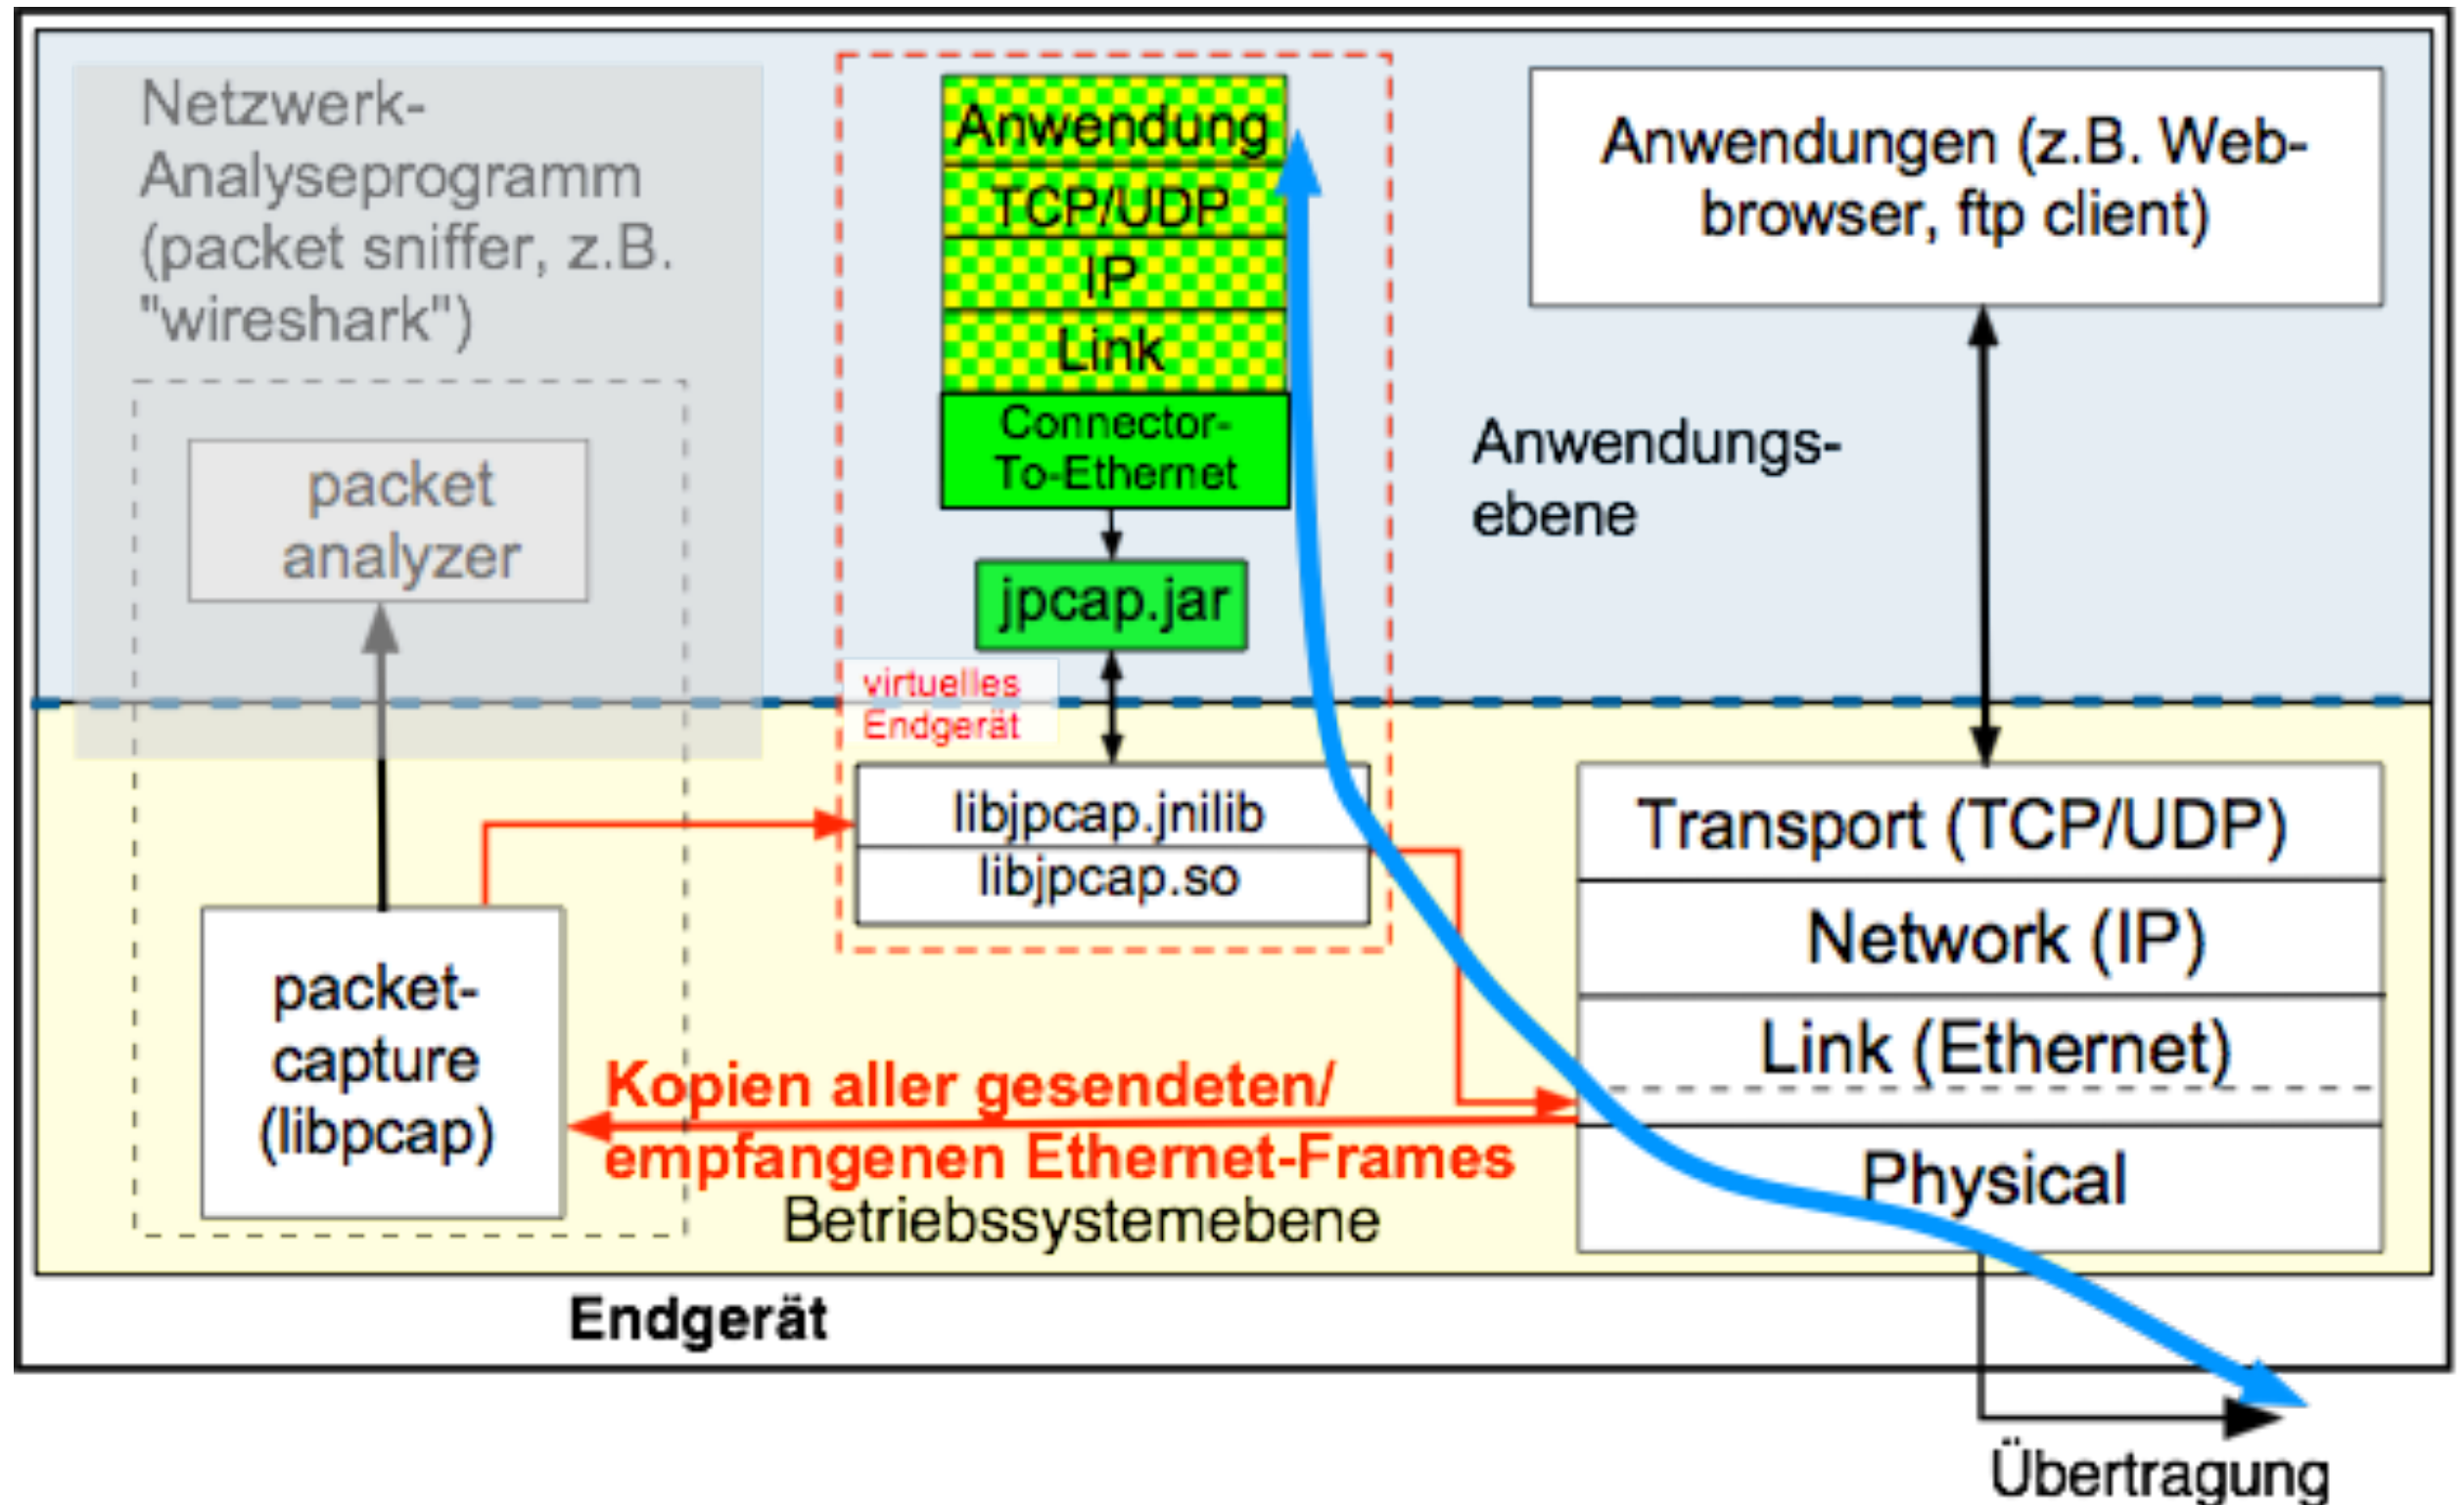 Netzwerk-
Analyseprogramm
(packet sniffer, z.B.
"wireshark")
packet
analyzer
Anwendung
TCP/UDP
IP
Link
Connector-
To-Ethernet
jpcap.jar
virtuelles
Endgerät
Anwendungen (z.B. Web-
browser, ftp client)
Anwendungs-
ebene
libjpcap.jnilib
libjpcap.so
packet-
capture
(libpcap)
Kopien aller gesendeten/
empfangenen Ethernet-Frames
Betriebssystemebene
Transport (TCP/UDP)
Network (IP)
Link (Ethernet)
Physical
Endgerät
Übertragung